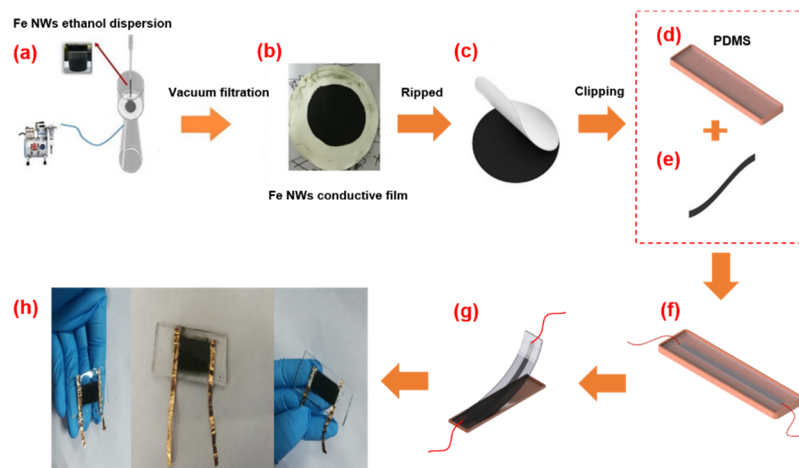 Fe NWs ethanol dispersion
(a)
Vacuum filtration
(b)
Fe NWs conductive film
Ripped
(c)
Clipping
(d)
PDMS
+
(e)
(f)
(g)
(h)